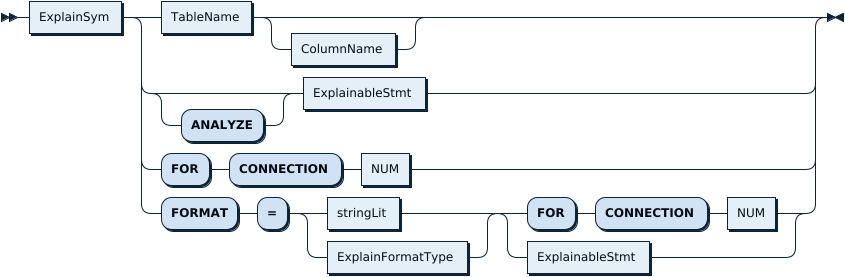 ExplainSym TableName
ColumnName
ExplainableStmt
ANALYZE
FOR CONNECTION NUM
FORMAT = stringLit FOR CONNECTION NUM
ExplainFormatType ExplainableStmt